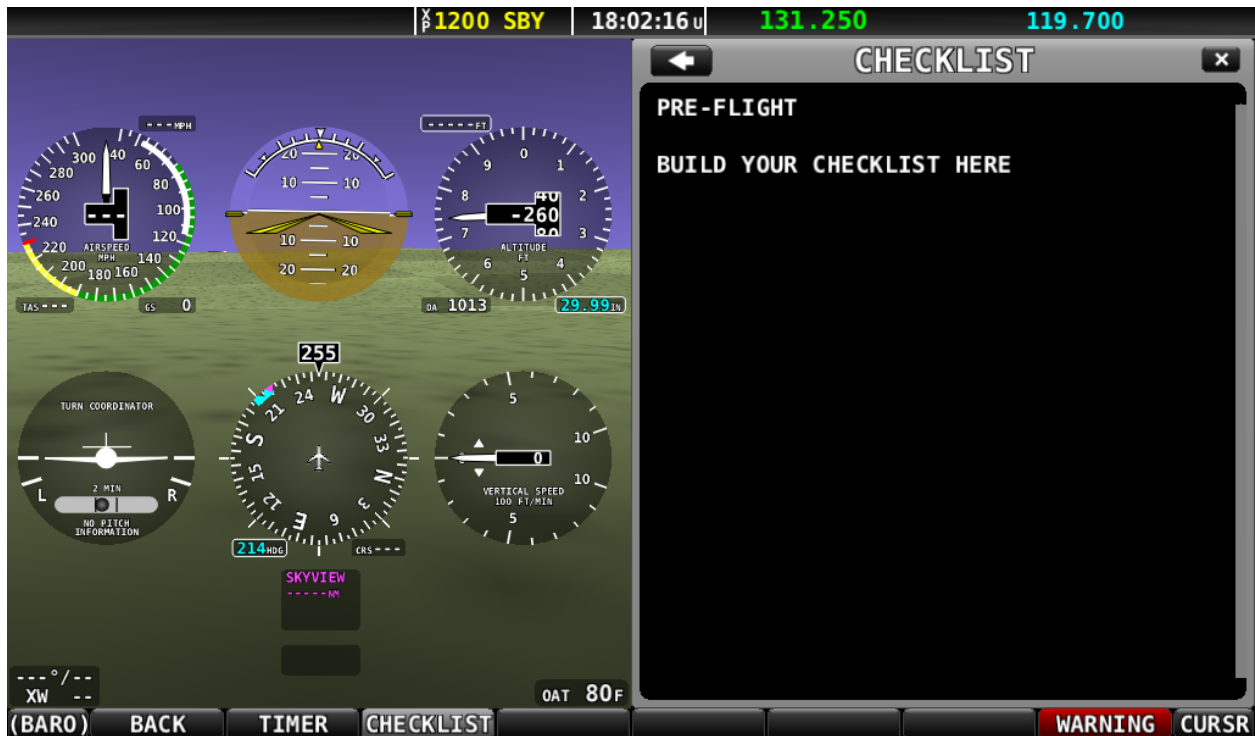 XP 1200 SBY 18:02:16 U 131.250 119.700
CHECKLIST
PRE-FLIGHT
BUILD YOUR CHECKLIST HERE
---MPH
300 40 60 80 100 120 140 160 180 200 220 240 260 280
---
AIRSPEED
MPH
TAS--- GS 0
20 20
10 10
10 10
20 20
-----FT
0 1 2 3 4 5 6 7 8 9
-260
ALTITUDE
FT
DA 1013 29.99IN
TURN COORDINATOR
L R
2 MIN
NO PITCH
INFORMATION
255
24 W 30 33 N 3 6 E 12 15 S 21
214HDG CRS---
5 10
0
10 5
VERTICAL SPEED
100 FT/MIN
SKYVIEW
-----NM
---°/--
XW --
OAT 80F
(BARO) BACK TIMER CHECKLIST WARNING CURSR